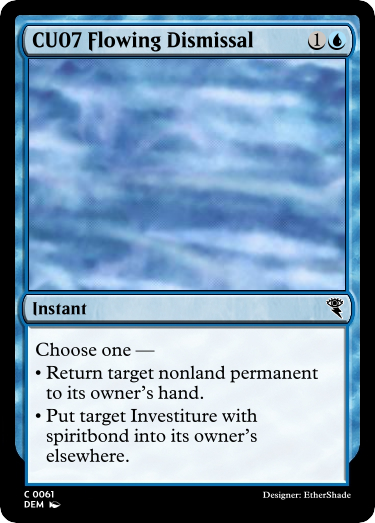 CU07 Flowing Dismissal 1
Instant
Choose one —
• Return target nonland permanent
to its owner's hand.
• Put target Investiture with
spiritbond into its owner's
elsewhere.
C 0061
DEM
Designer: EtherShade